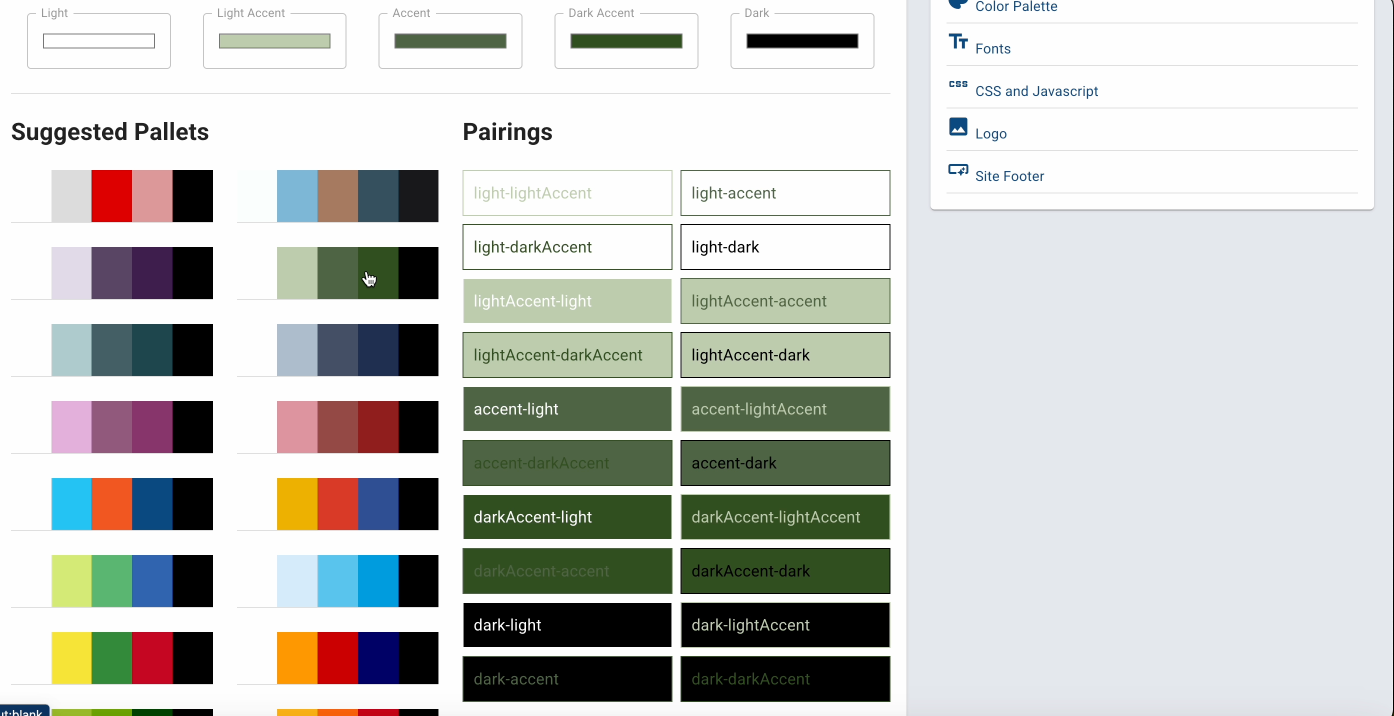 Light
Light Accent
Accent
Dark Accent
Dark
Suggested Pallets
Pairings
light-lightAccent
light-accent
light-darkAccent
light-dark
lightAccent-light
lightAccent-accent
lightAccent-darkAccent
lightAccent-dark
accent-light
accent-lightAccent
accent-darkAccent
accent-dark
darkAccent-light
darkAccent-lightAccent
darkAccent-accent
darkAccent-dark
dark-light
dark-lightAccent
dark-accent
dark-darkAccent
Color Palette
Tt Fonts
CSS CSS and Javascript
Logo
Site Footer
ut:blank